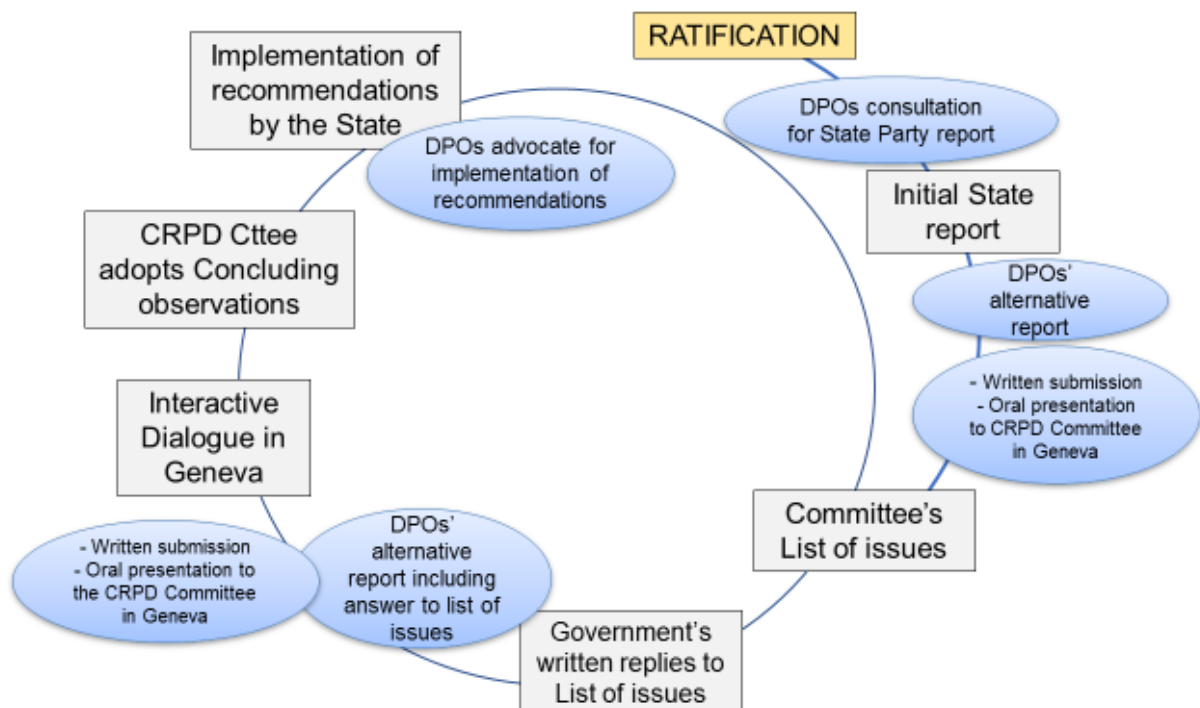 RATIFICATION
DPOs consultation
for State Party report
Initial State
report
DPOs'
alternative
report
- Written submission
- Oral presentation
to CRPD Committee
in Geneva
Committee's
List of issues
Government's
written replies to
List of issues
DPOs'
alternative
report including
answer to list of
issues
- Written submission
- Oral presentation to
the CRPD Committee
in Geneva
Interactive
Dialogue in
Geneva
CRPD Cttee
adopts Concluding
observations
Implementation of
recommendations
by the State
DPOs advocate for
implementation of
recommendations